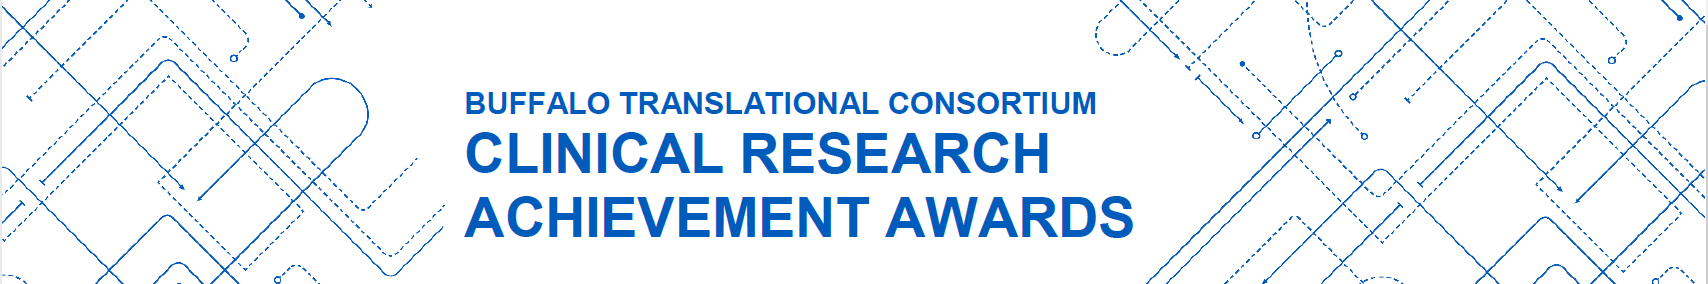 BUFFALO TRANSLATIONAL CONSORTIUM
CLINICAL RESEARCH
ACHIEVEMENT AWARDS